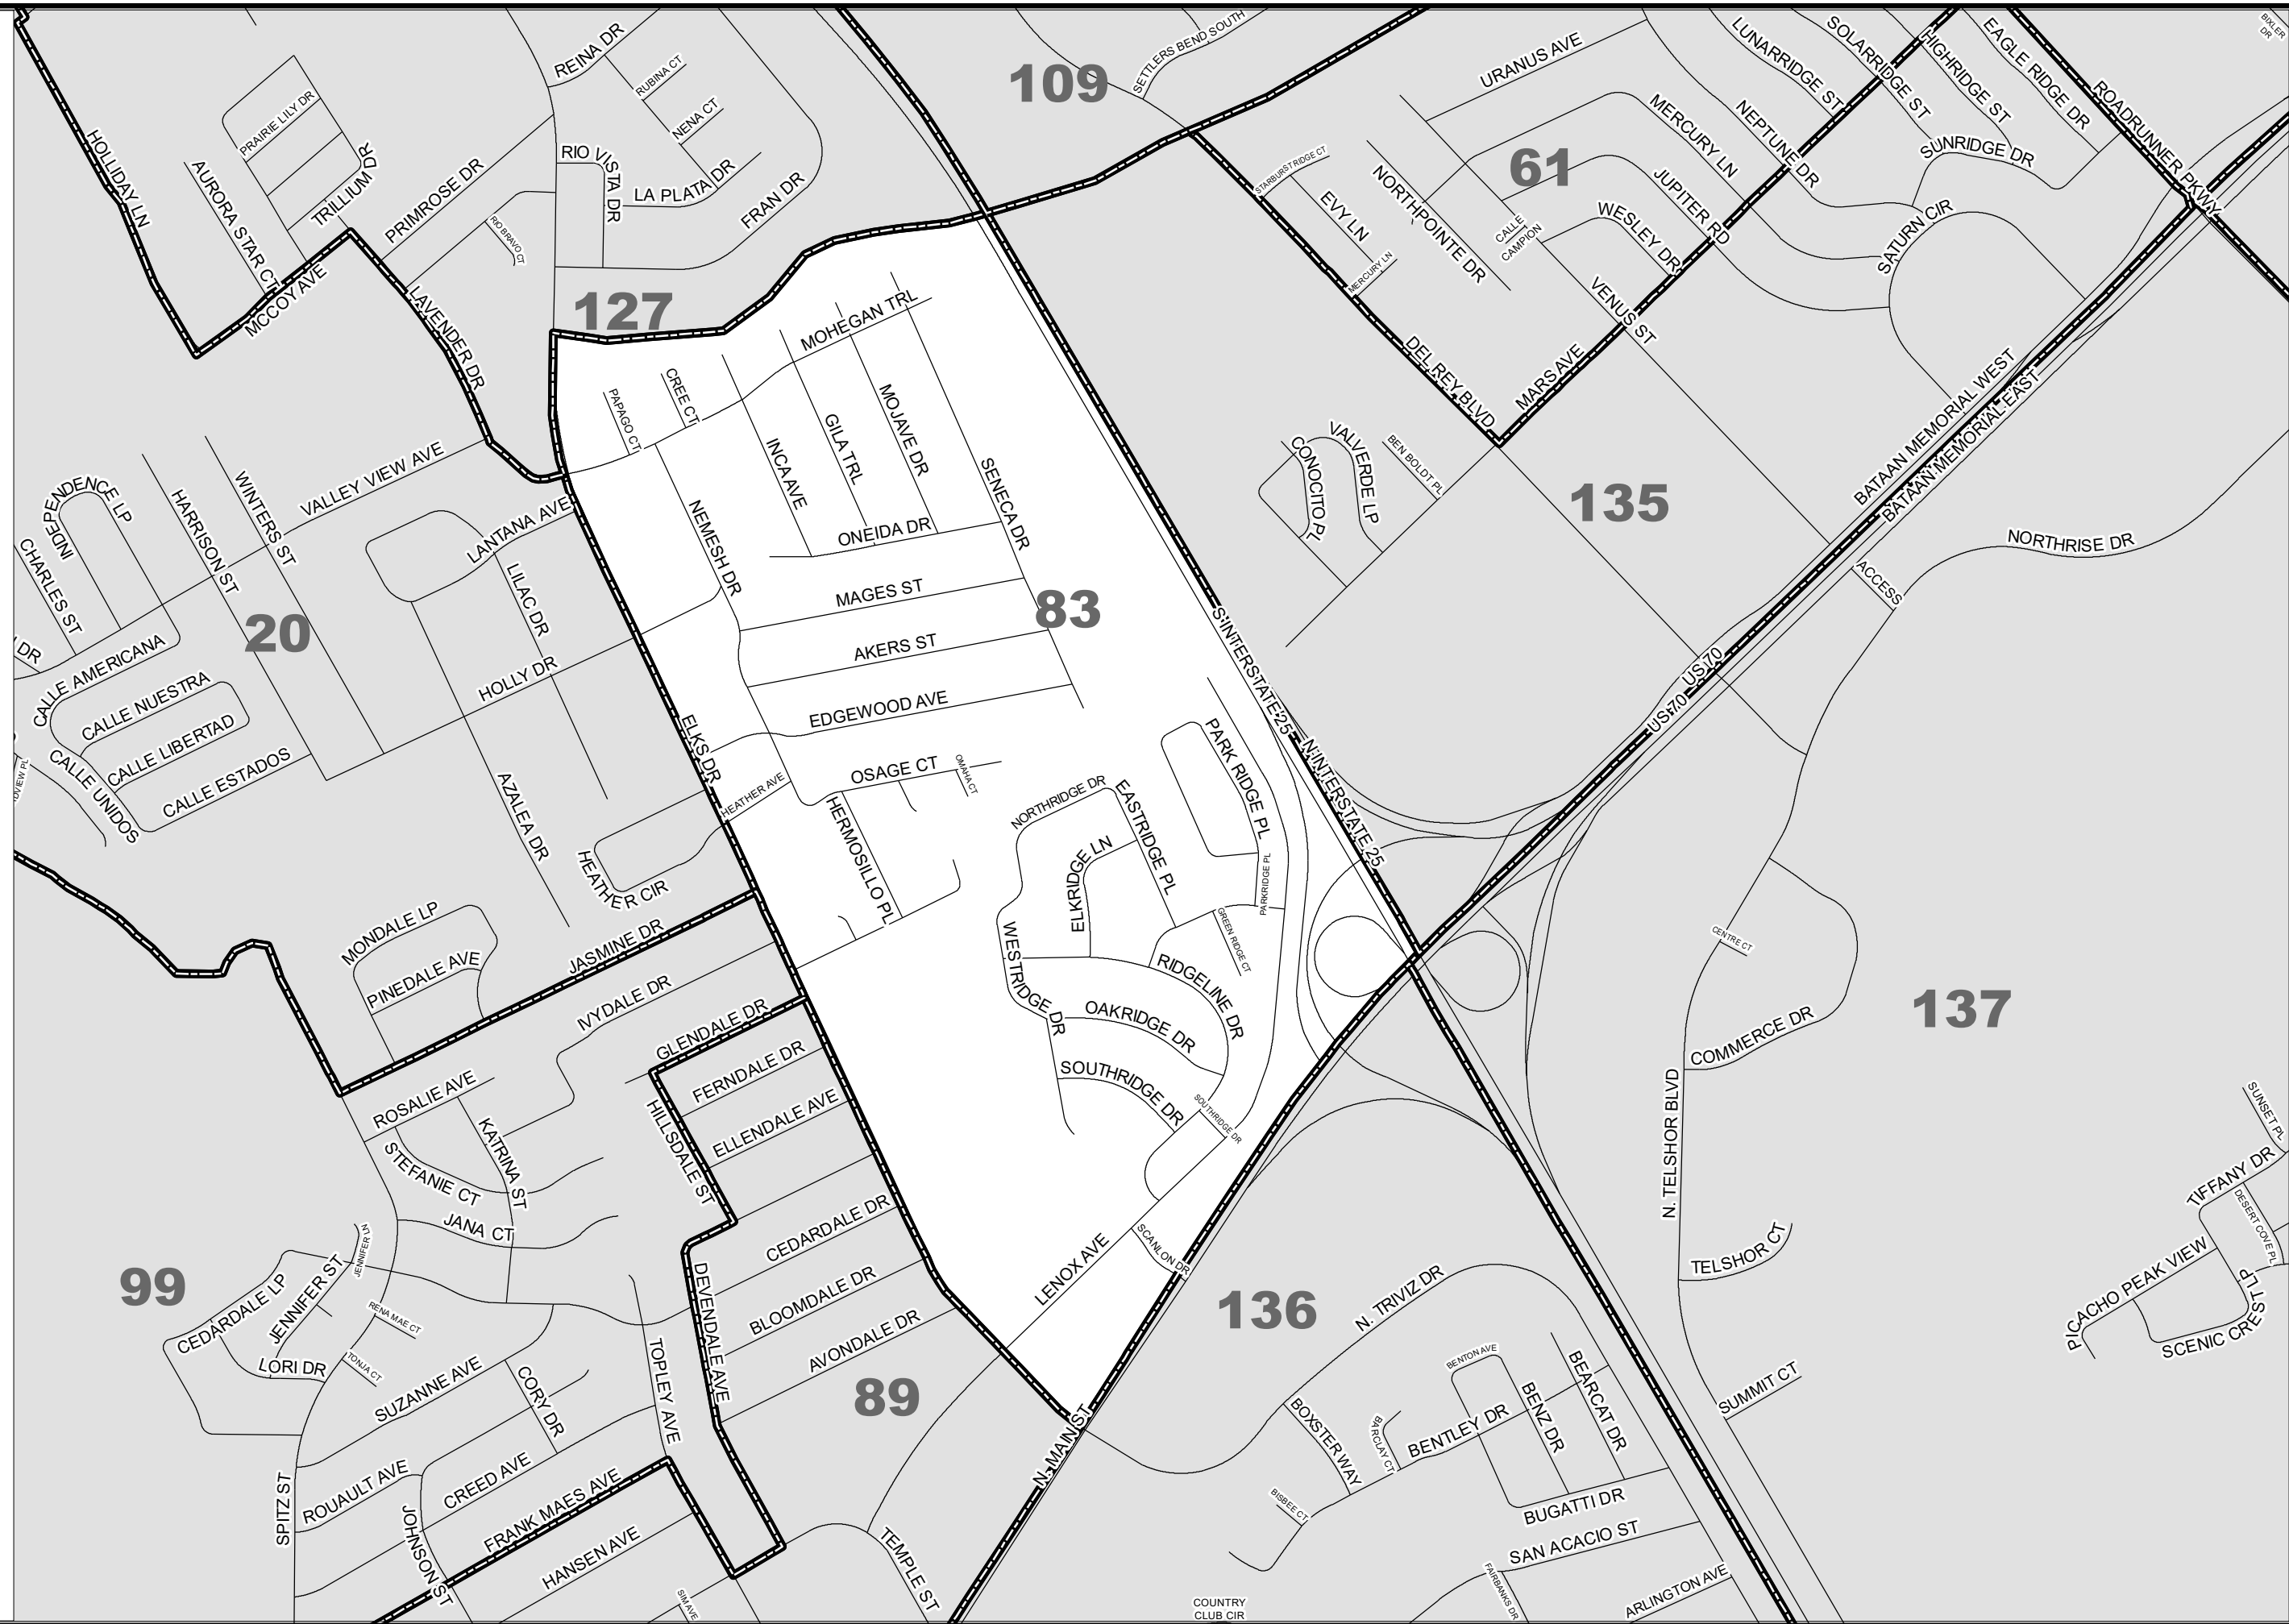 REINA DR
RUBINA CT
NENA CT
PRAIRIE LILY DR
HOLLIDAY LN
AURORA STAR CT
TRILLIUM DR
PRIMROSE DR
RIO VISTA DR
LA PLATA DR
FRAN DR
RIO BRAVO CT
MCCOY AVE
LAVENDER DR
127
109
SETTLERS BEND SOUTH
URANUS AVE
LUNARRIDGE ST
SOLARRIDGE ST
HIGHRIDGE ST
EAGLE RIDGE DR
ROADRUNNER PKWY
BIXLER DR
MERCURY LN
NEPTUNE DR
SUNRIDGE DR
61
STARBURST RIDGE CT
EVY LN
NORTHPOINTE DR
JUPITER RD
WESLEY DR
CALLE CAMPION
SATURN CIR
MERCURY LN
VENUS ST
DEL REY BLVD
MARS AVE
BATAAN MEMORIAL WEST
BATAAN MEMORIAL EAST
MOHEGAN TRL
CREE CT
PAPAGO CT
INCA AVE
GILA TRL
MOJAVE DR
SENECA DR
NEMESH DR
ONEIDA DR
MAGES ST
83
AKERS ST
EDGEWOOD AVE
CONOCITO PL
VALVERDE LP
BEN BOLDT PL
135
NORTHRISE DR
ACCESS
INDEPENDENCE LP
CHARLES ST
HARRISON ST
WINTERS ST
VALLEY VIEW AVE
LANTANA AVE
LILAC DR
20
DR
CALLE AMERICANA
CALLE NUESTRA
CALLE LIBERTAD
CALLE ESTADOS
CALLE UNIDOS
HOLLY DR
ELKS DR
AZALEA DR
HEATHER AVE
HEATHER CIR
OSAGE CT
OMAHA CT
HERMOSILLO PL
NORTHRIDGE DR
EASTRIDGE PL
ELKRIDGE LN
PARK RIDGE PL
PARKRIDGE PL
GREEN RIDGE CT
S INTERSTATE 25
N INTERSTATE 25
US 70
US 70
WESTRIDGE DR
RIDGELINE DR
OAKRIDGE DR
SOUTHRIDGE DR
SOUTHRIDGE DR
MONDALE LP
PINEDALE AVE
JASMINE DR
IVYDALE DR
GLENDALE DR
FERNDALE DR
ELLENDALE AVE
HILLSDALE ST
ROSALIE AVE
KATRINA ST
STEFANIE CT
JANA CT
CEDARDALE DR
BLOOMDALE DR
AVONDALE DR
DEVENDALE AVE
99
CEDARDALE LP
JENNIFER ST
JENNIFER LN
RENA MAE CT
LORI DR
TONJA CT
SUZANNE AVE
CORY DR
TOPLEY AVE
89
LENOX AVE
SCANLON DR
N. MAIN ST
TEMPLE ST
SPITZ ST
ROUAULT AVE
CREED AVE
FRANK MAES AVE
JOHNSON ST
HANSEN AVE
SIM AVE
136
N. TRIVIZ DR
BENTON AVE
BEARCAT DR
BENZ DR
BOXSTER WAY
BARCLAY CT
BENTLEY DR
BISBEE CT
BUGATTI DR
SAN ACACIO ST
FAIRBANKS DR
ARLINGTON AVE
COUNTRY
CLUB CIR
137
CENTRE CT
COMMERCE DR
N. TELSHOR BLVD
TELSHOR CT
SUMMIT CT
SUNSET PL
TIFFANY DR
DESERT COVE PL
PICACHO PEAK VIEW
SCENIC CREST LP